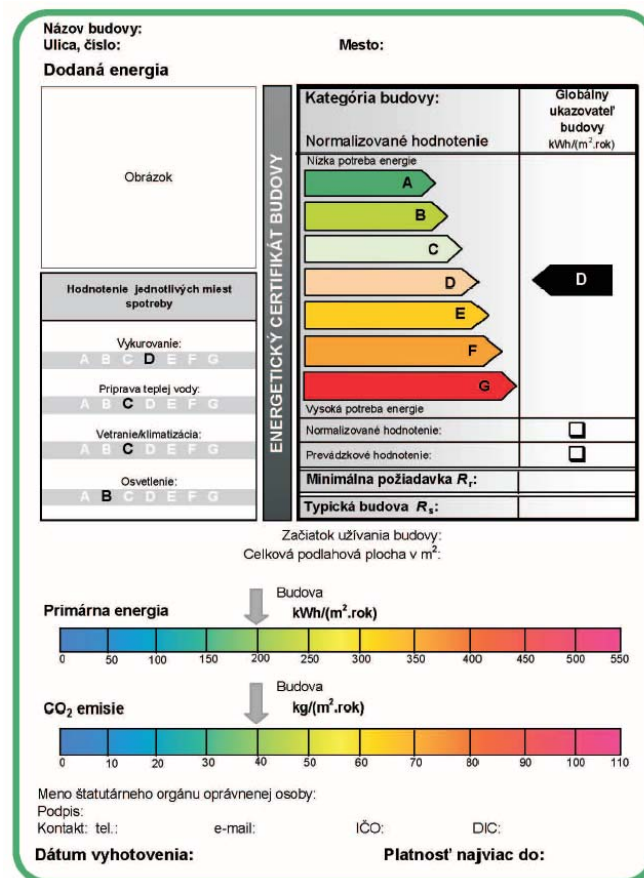 Názov budovy:
Ulica, číslo: Mesto:
Dodaná energia
Obrázok
Hodnotenie jednotlivých miest
spotreby
Vykurovanie:
A B C D E F G
Príprava teplej vody:
A B C D E F G
Vetranie/klimatizácia:
A B C D E F G
Osvetlenie:
A B C D E F G
ENERGETICKÝ CERTIFIKÁT BUDOVY
Kategória budovy:
Normalizované hodnotenie
Globálny
ukazovateľ
budovy
kWh/(m².rok)
Nízka potreba energie
A
B
C
D
D
E
F
G
Vysoká potreba energie
Normalizované hodnotenie:
Prevádzkové hodnotenie:
Minimálna požiadavka Rr:
Typická budova Rs:
Začiatok užívania budovy:
Celková podlahová plocha v m²:
Budova
Primárna energia kWh/(m².rok)
0 50 100 150 200 250 300 350 400 450 500 550
Budova
CO₂ emisie kg/(m².rok)
0 10 20 30 40 50 60 70 80 90 100 110
Meno štatutárneho orgánu oprávnenej osoby:
Podpis:
Kontakt: tel.: e-mail: IČO: DIC:
Dátum vyhotovenia: Platnosť najviac do: